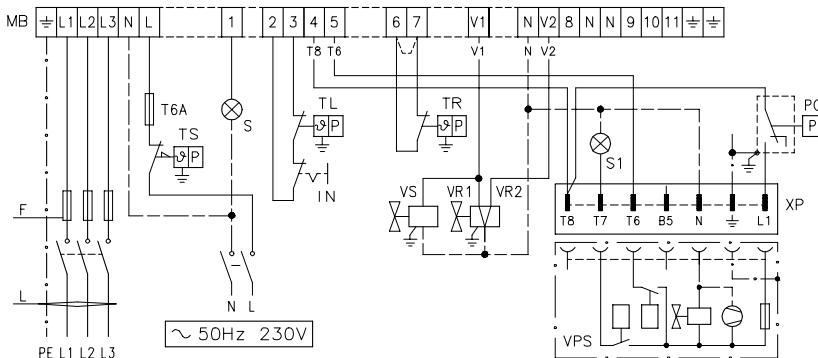 MB L1 L2 L3 N L 1 2 3 4 5 6 7 V1 N V2 8 N N 9 10 11
T8 T6 V1 N V2
T6A
TS
P
S
TL
P
IN
TR
P
S1
PG
P
VS VR1 VR2
XP
T8 T7 T6 B5 N L1
F
L
N L
~ 50Hz 230V
VPS
PE L1 L2 L3